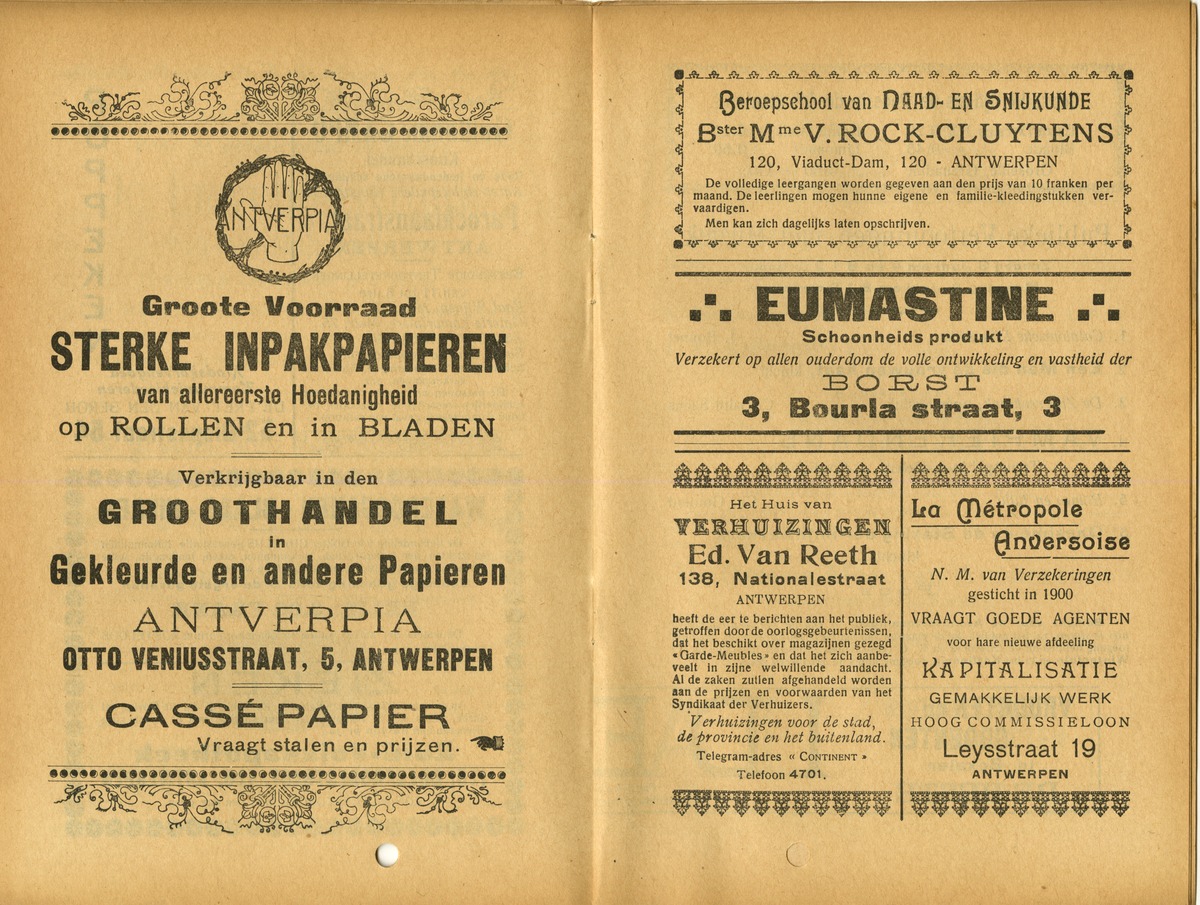 ANTVERPIA
Groote Voorraad
STERKE INPAKPAPIEREN
van allereerste Hoedanigheid
op ROLLEN en in BLADEN
Verkrijgbaar in den
GROOTHANDEL
in
Gekleurde en andere Papieren
ANTVERPIA
OTTO VENIUSSTRAAT, 5, ANTWERPEN
CASSÉ PAPIER
Vraagt stalen en prijzen.
Beroepschool van NAAD- EN SNIJKUNDE
Bster Mme V. ROCK-CLUYTENS
120, Viaduct-Dam, 120 - ANTWERPEN
De volledige leergangen worden gegeven aan den prijs van 10 franken per
maand. De leerlingen mogen hunne eigene en familie-kleedingstukken ver-
vaardigen.
Men kan zich dagelijks laten opschrijven.
EUMASTINE
Schoonheids produkt
Verzekert op allen ouderdom de volle ontwikkeling en vastheid der
BORST
3, Bourla straat, 3
Het Huis van
VERHUIZINGEN
Ed. Van Reeth
138, Nationalestraat
ANTWERPEN
heeft de eer te berichten aan het publiek,
getroffen door de oorlogsgebeurtenissen,
dat het beschikt over magazijnen gezegd
«Garde-Meubles» en dat het zich aanbe-
veelt in zijne welwillende aandacht.
Al de zaken zullen afgehandeld worden
aan de prijzen en voorwaarden van het
Syndikaat der Verhuizers.
Verhuizingen voor de stad,
de provincie en het buitenland.
Telegram-adres « CONTINENT »
Telefoon 4701.
La Métropole
Anversoise
N. M. van Verzekeringen
gesticht in 1900
VRAAGT GOEDE AGENTEN
voor hare nieuwe afdeeling
KAPITALISATIE
GEMAKKELIJK WERK
HOOG COMMISSIELOON
Leysstraat 19
ANTWERPEN